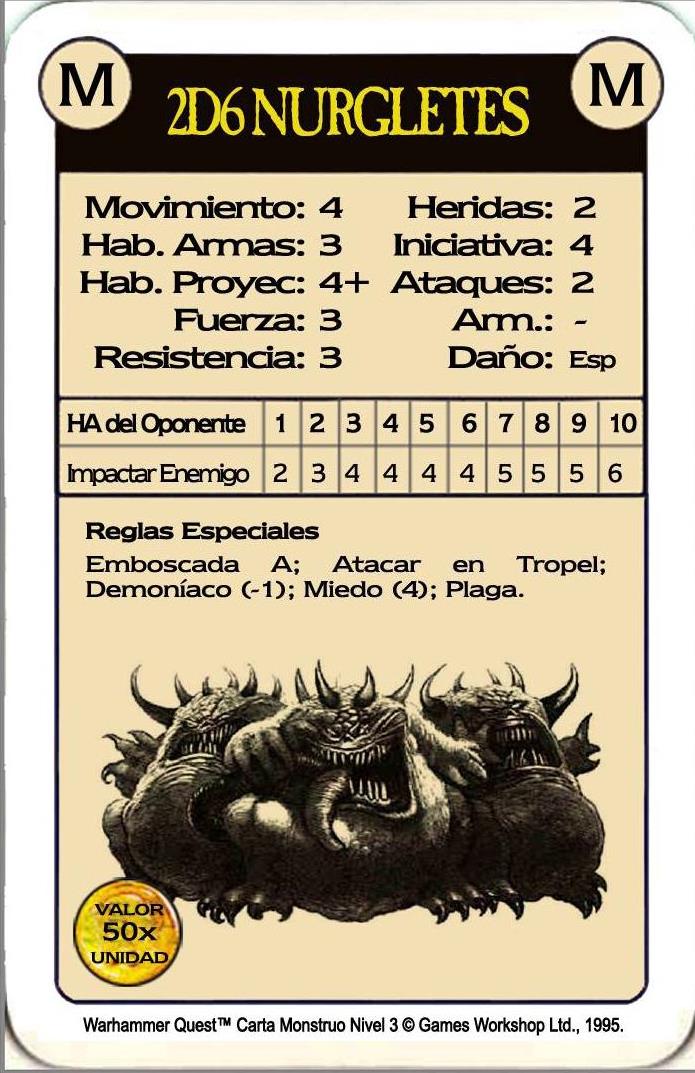 M M
2D6 NURGLETES
Movimiento: 4 Heridas: 2
Hab. Armas: 3 Iniciativa: 4
Hab. Proyec: 4+ Ataques: 2
Fuerza: 3 Arm.: -
Resistencia: 3 Daño: Esp
HA del Oponente 1 2 3 4 5 6 7 8 9 10
Impactar Enemigo 2 3 4 4 4 4 5 5 5 6
Reglas Especiales
Emboscada A; Atacar en Tropel;
Demoníaco (-1); Miedo (4); Plaga.
VALOR
50x
UNIDAD
Warhammer Quest™ Carta Monstruo Nivel 3 © Games Workshop Ltd., 1995.